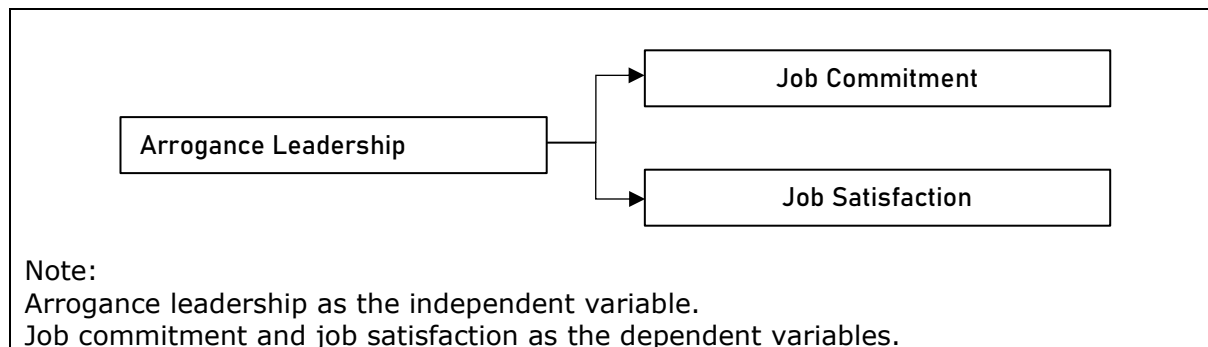 Job Commitment
Arrogance Leadership
Job Satisfaction
Note:
Arrogance leadership as the independent variable.
Job commitment and job satisfaction as the dependent variables.